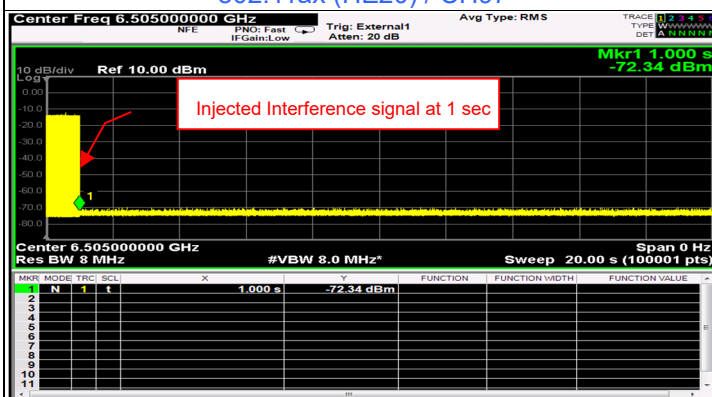 802.11ax (HE20) / CH97
Center Freq 6.505000000 GHz
NFE PNO: Fast Trig: External1 Avg Type: RMS TRACE 1 2 3 4 5
IFGain:Low Atten: 20 dB TYPE W
DET A N N N N
Mkr1 1.000 s
10 dB/div Ref 10.00 dBm -72.34 dBm
Log
0.00
-10.0
-20.0
-30.0
-40.0
-50.0
-60.0
-70.0
-80.0
Injected Interference signal at 1 sec
1
Center 6.505000000 GHz Span 0 Hz
Res BW 8 MHz #VBW 8.0 MHz* Sweep 20.00 s (100001 pts)
MKR MODE TRC SCL X Y FUNCTION FUNCTION WIDTH FUNCTION VALUE
1 N 1 t 1.000 s -72.34 dBm
2
3
4
5
6
7
8
9
10
11